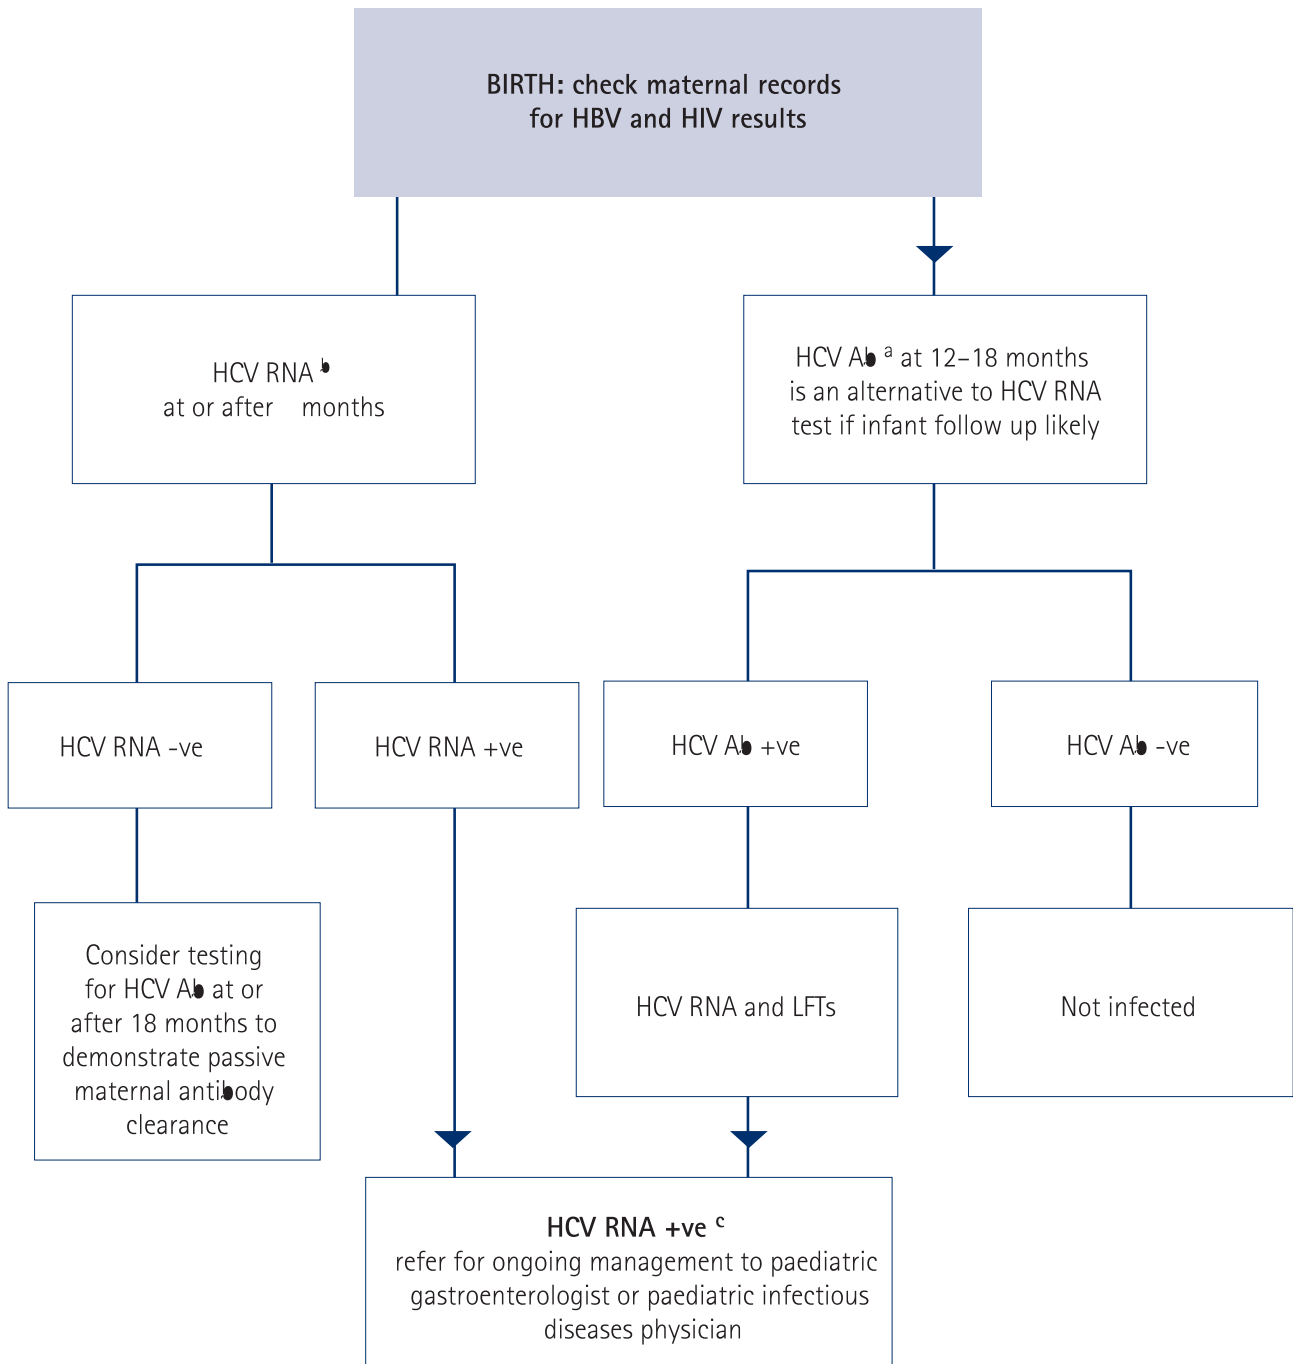 BIRTH: check maternal records
for HBV and HIV results
HCV RNA b
at or after months
HCV Ab a at 12–18 months
is an alternative to HCV RNA
test if infant follow up likely
HCV RNA -ve
HCV RNA +ve
HCV Ab +ve
HCV Ab -ve
Consider testing
for HCV Ab at or
after 18 months to
demonstrate passive
maternal antibody
clearance
HCV RNA and LFTs
Not infected
HCV RNA +ve c
refer for ongoing management to paediatric
gastroenterologist or paediatric infectious
diseases physician